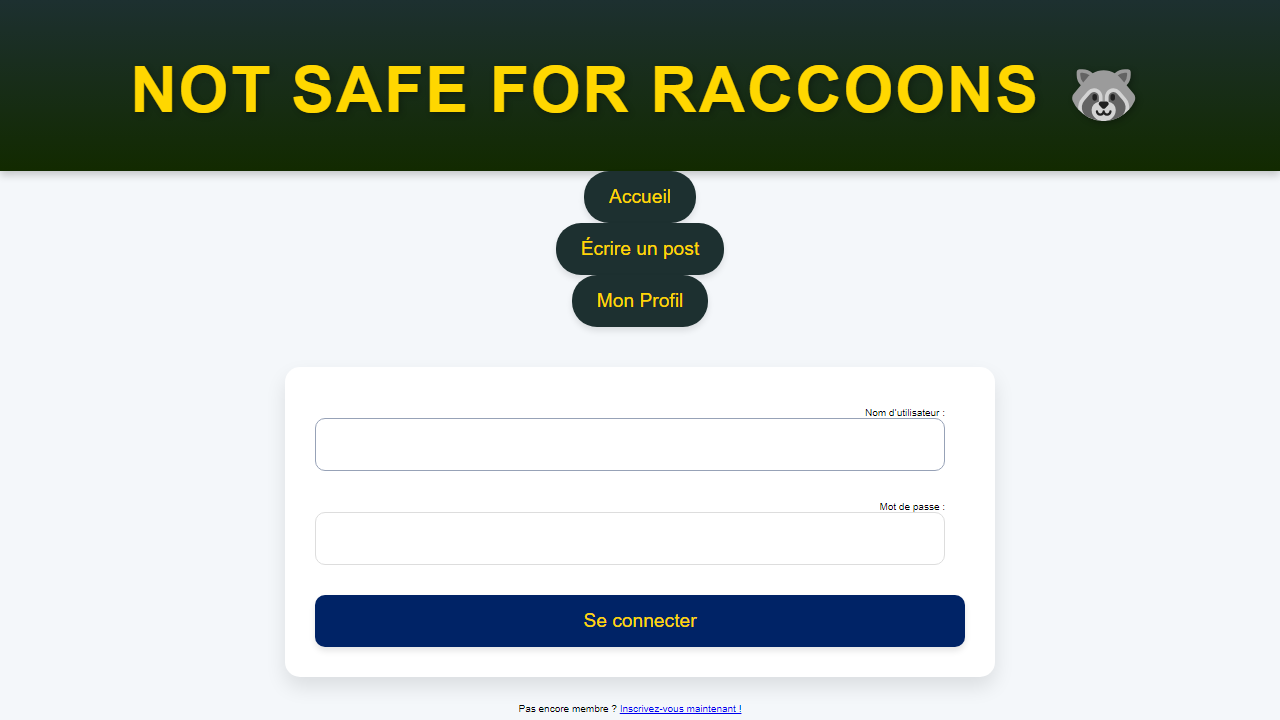 NOT SAFE FOR RACCOONS 🦝
Accueil
Écrire un post
Mon Profil
Nom d'utilisateur :
Mot de passe :
Se connecter
Pas encore membre ? Inscrivez-vous maintenant !